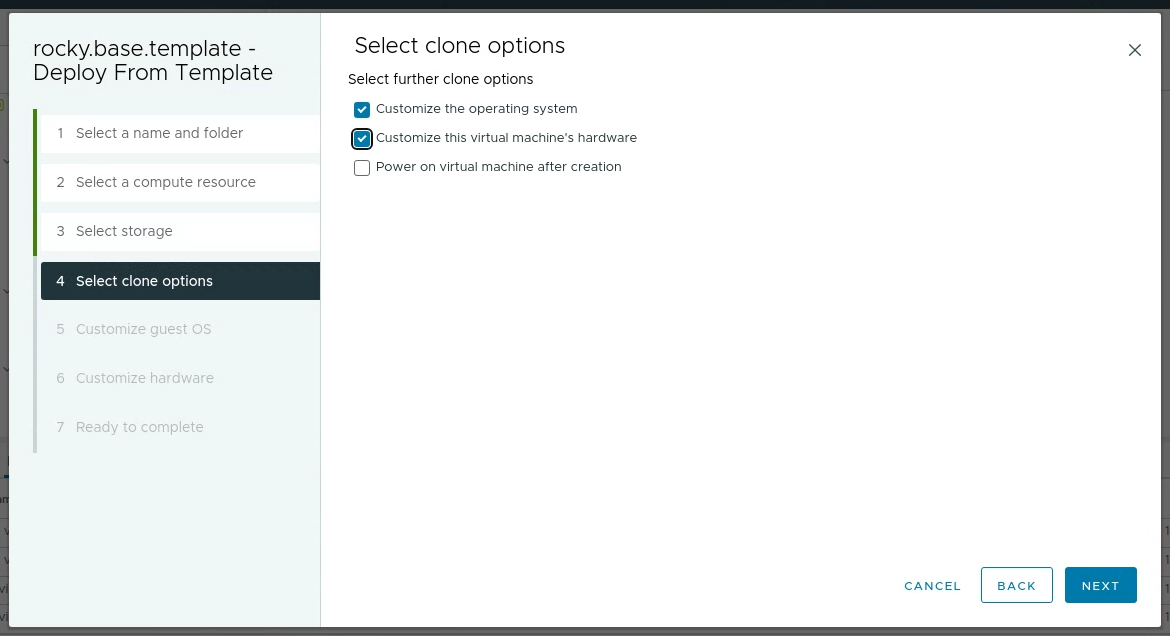 rocky.base.template -
Deploy From Template
1 Select a name and folder
2 Select a compute resource
3 Select storage
4 Select clone options
5 Customize guest OS
6 Customize hardware
7 Ready to complete
Select clone options
Select further clone options
Customize the operating system
Customize this virtual machine's hardware
Power on virtual machine after creation
CANCEL BACK NEXT